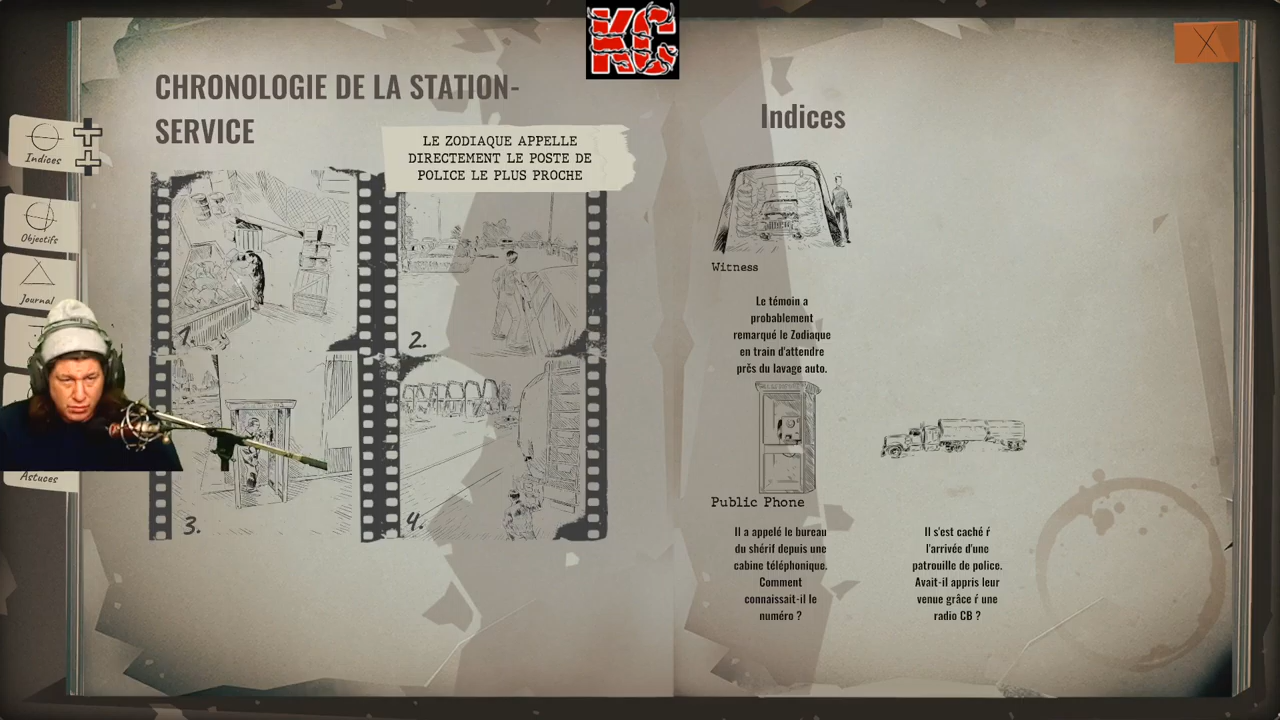 KC
CHRONOLOGIE DE LA STATION-
SERVICE
LE ZODIAQUE APPELLE
DIRECTEMENT LE POSTE DE
POLICE LE PLUS PROCHE
1.
2.
3.
4.
Indices
Objectifs
Journal
Astuces
Indices
Witness
Le témoin a
probablement
remarqué le Zodiaque
en train d'attendre
prčs du lavage auto.
Public Phone
Il a appelé le bureau
du shérif depuis une
cabine téléphonique.
Comment
connaissait-il le
numéro ?
Il s'est caché ŕ
l'arrivée d'une
patrouille de police.
Avait-il appris leur
venue grâce ŕ une
radio CB ?